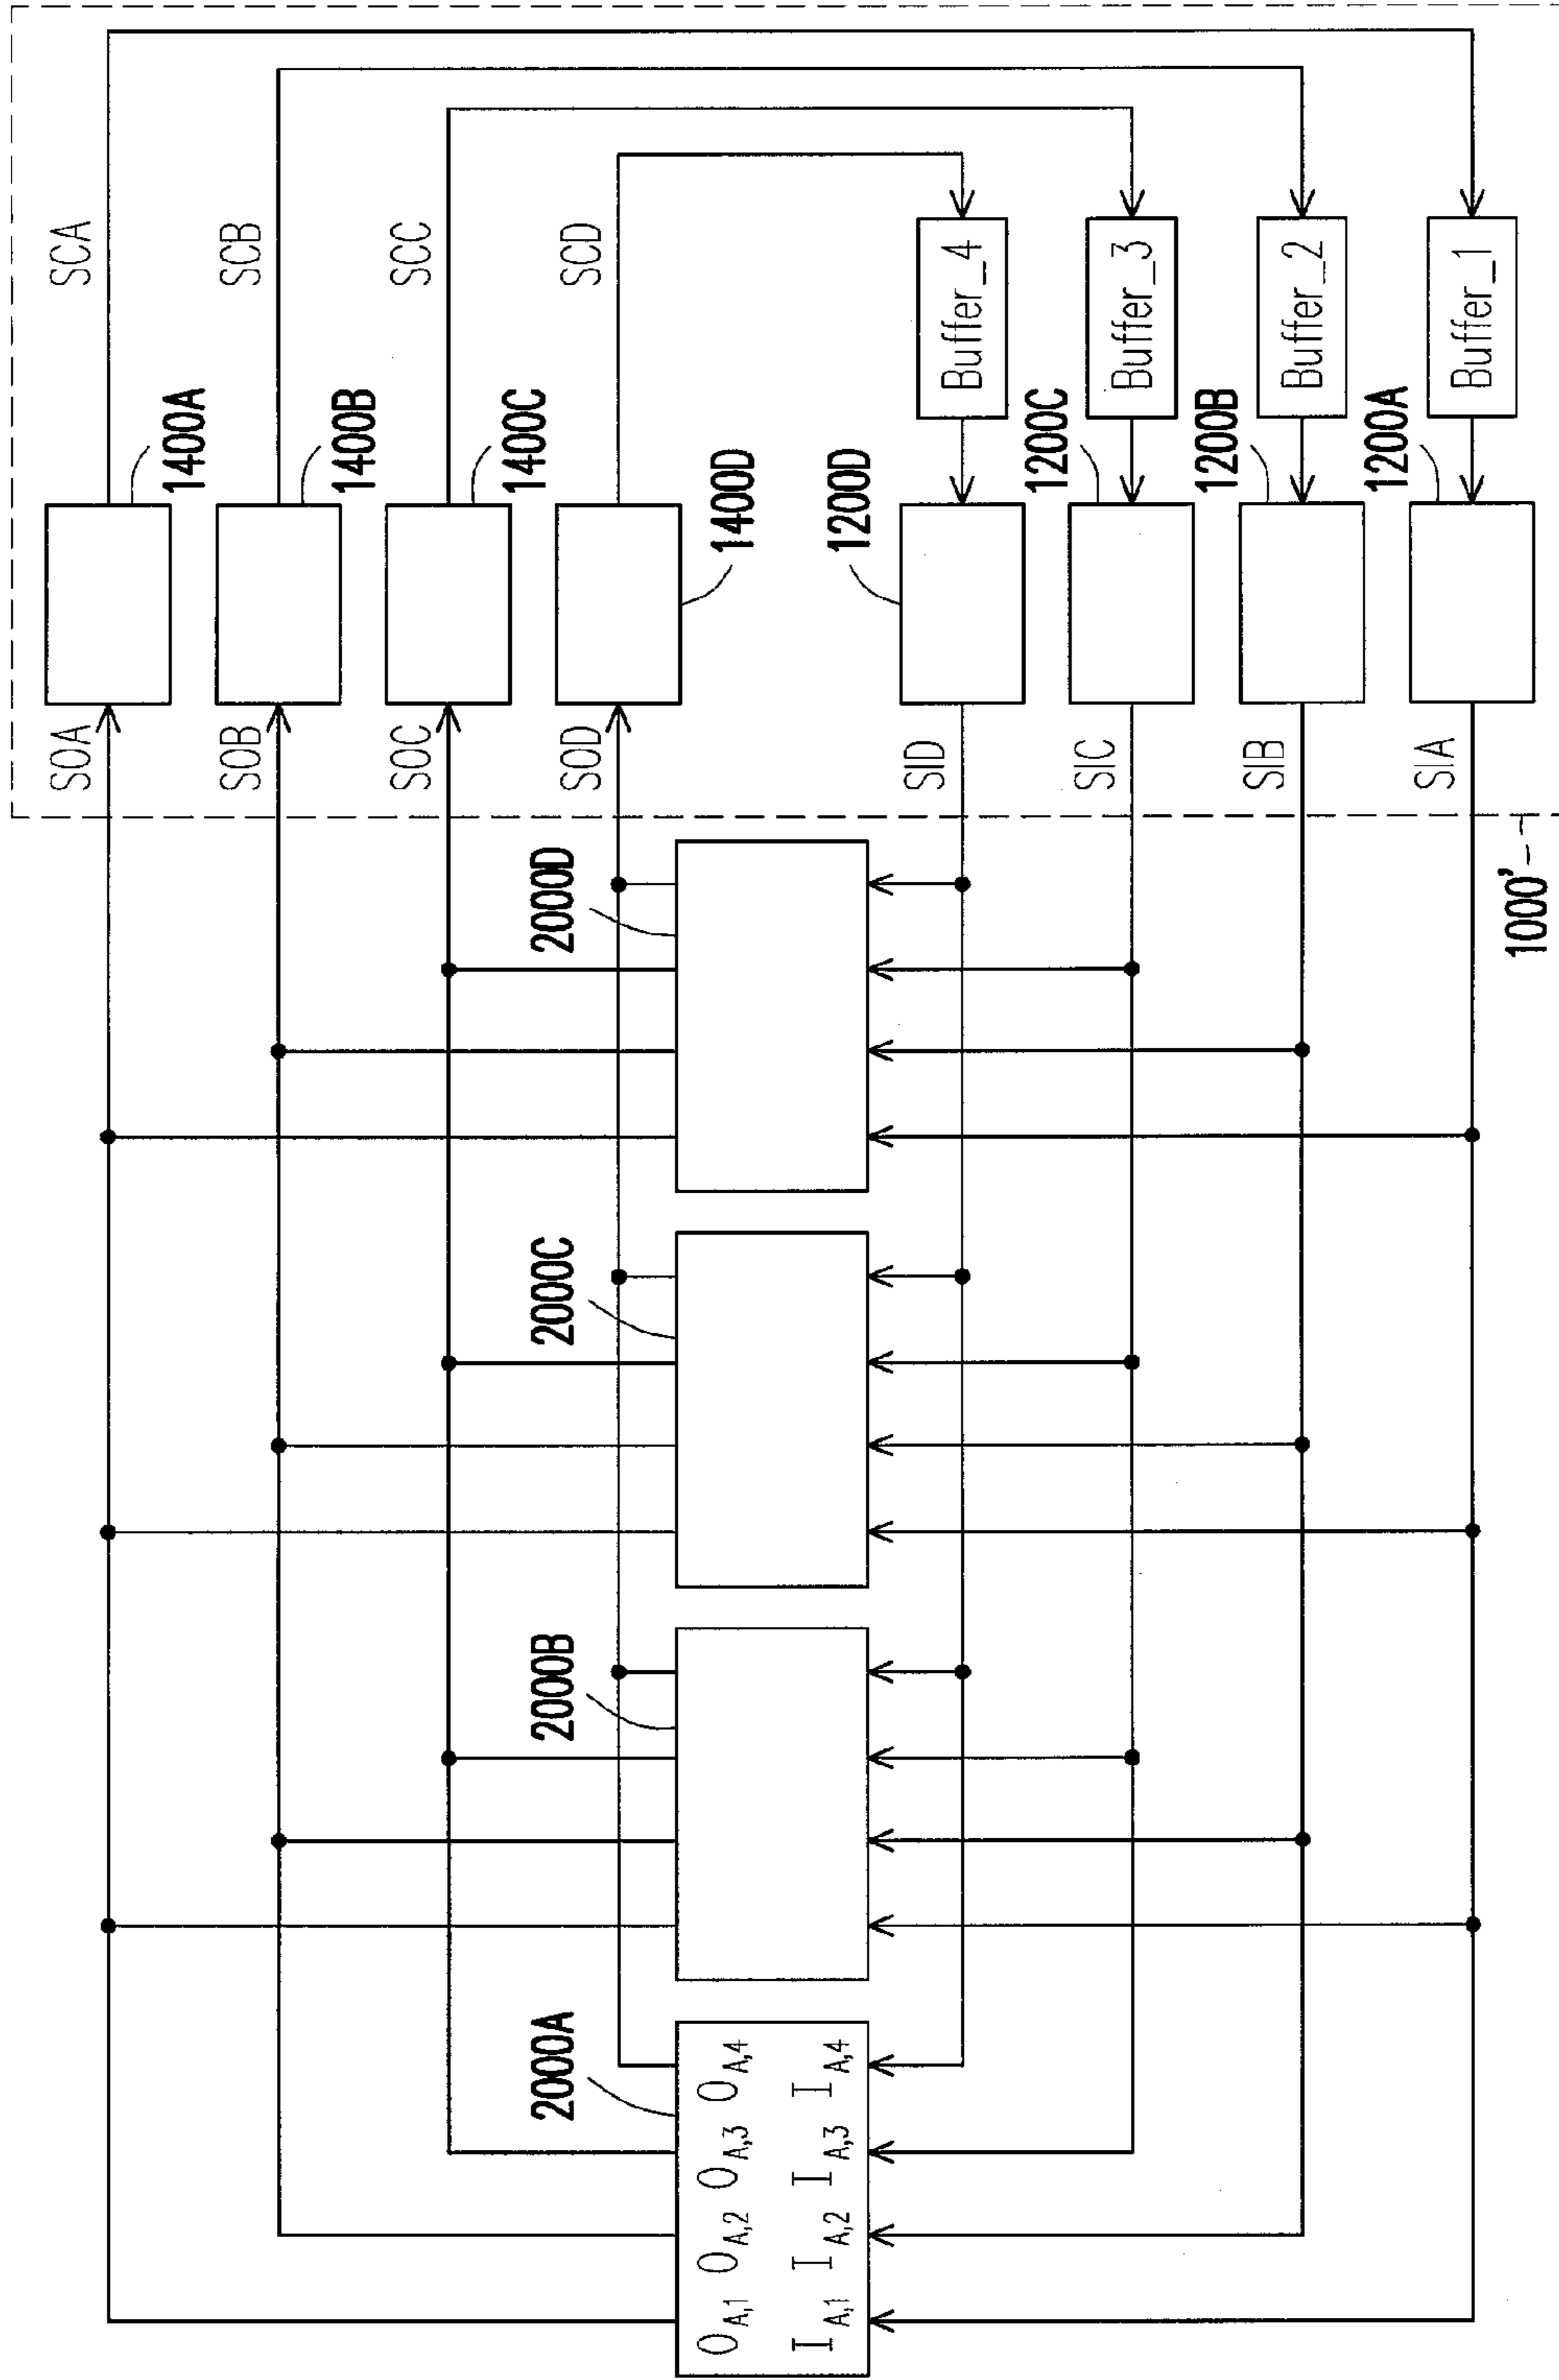 SCA
SCB
SCC
SCD
1400A
1400B
1400C
1400D
SOA
SOB
SOC
SOD
Buffer_4
Buffer_3
Buffer_2
Buffer_1
1200D
1200C
1200B
1200A
SID
SIC
SIB
SIA
1000'
2000D
2000C
2000B
2000A
O A,1 O A,2 O A,3 O A,4
I A,1 I A,2 I A,3 I A,4